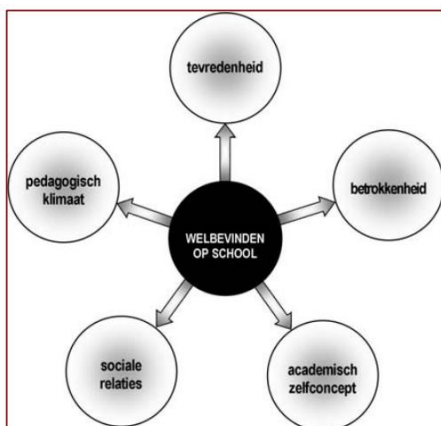 tevredenheid
pedagogisch
klimaat
betrokkenheid
WELBEVINDEN
OP SCHOOL
sociale
relaties
academisch
zelfconcept